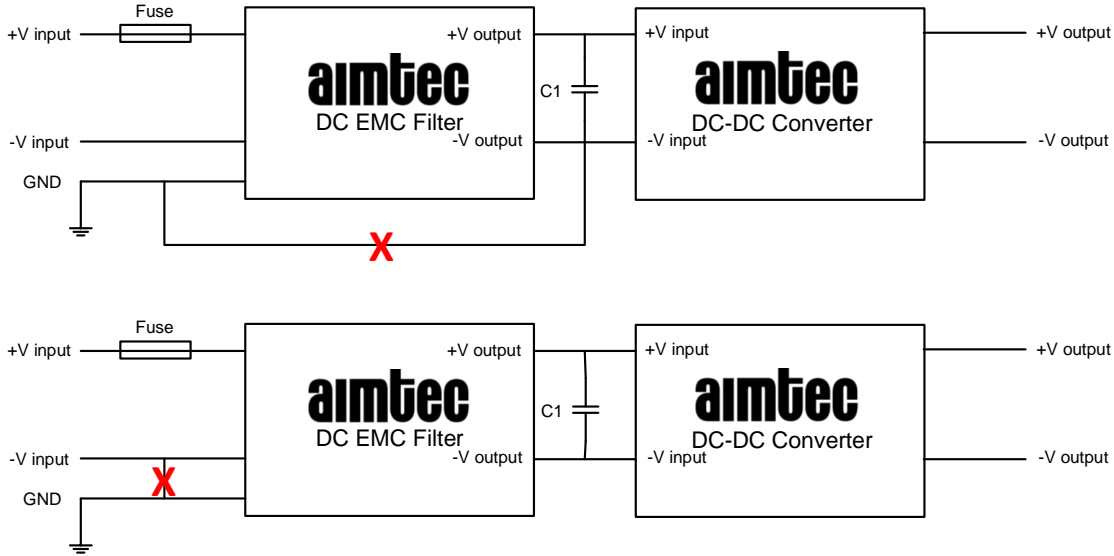 Fuse
+V input
+V output
+V input
+V output
aimtec
aimtec
C1
DC EMC Filter
DC-DC Converter
-V input
-V output
-V input
-V output
GND
X
Fuse
+V input
+V output
+V input
+V output
aimtec
aimtec
C1
DC EMC Filter
DC-DC Converter
-V input
-V output
-V input
-V output
X
GND